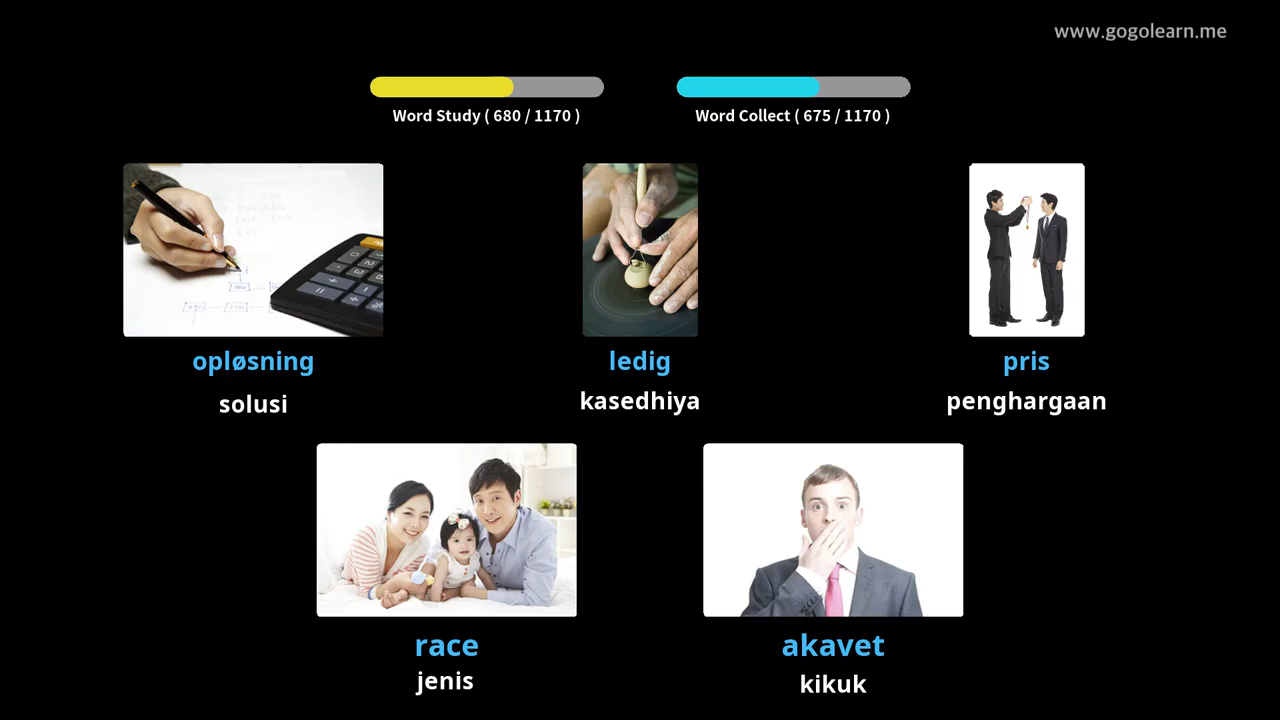 www.gogolearn.me
Word Study ( 680 / 1170 )
Word Collect ( 675 / 1170 )
opløsning
ledig
pris
solusi
kasedhiya
penghargaan
race
akavet
jenis
kikuk